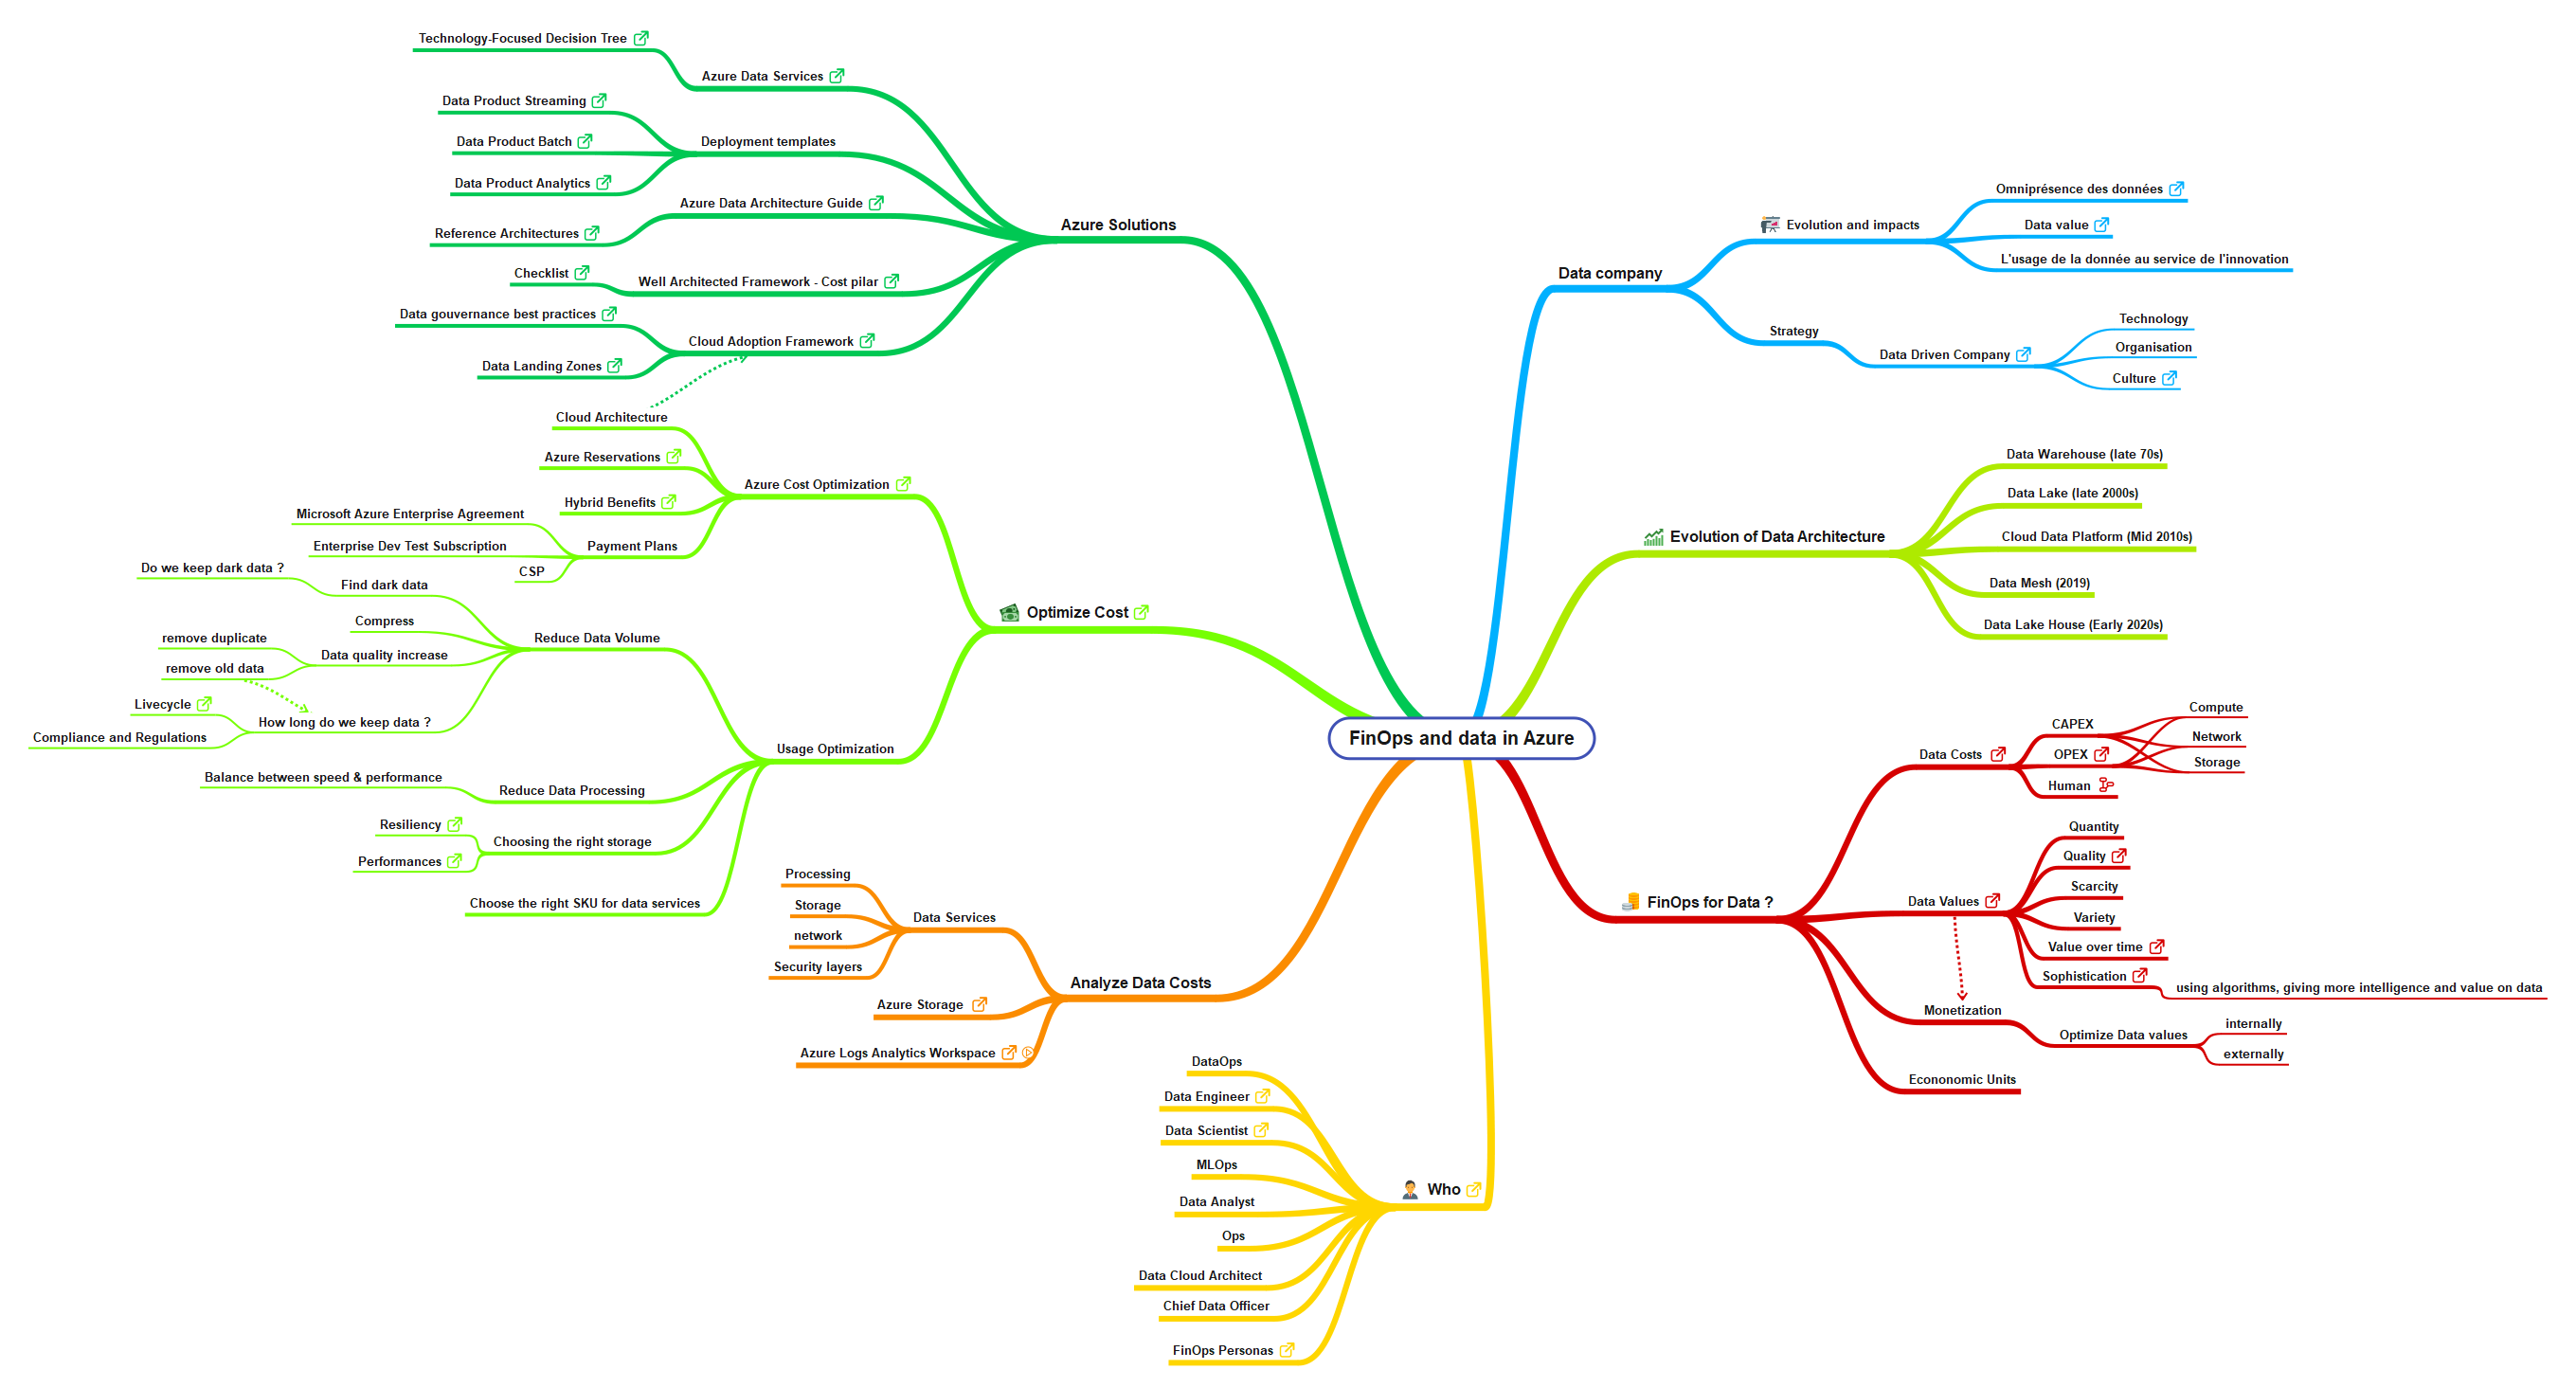 FinOps and data in Azure
Azure Solutions
Azure Data Services
Technology-Focused Decision Tree
Deployment templates
Data Product Streaming
Data Product Batch
Data Product Analytics
Azure Data Architecture Guide
Reference Architectures
Well Architected Framework - Cost pilar
Checklist
Cloud Adoption Framework
Data gouvernance best practices
Data Landing Zones
Optimize Cost
Azure Cost Optimization
Cloud Architecture
Azure Reservations
Hybrid Benefits
Payment Plans
Microsoft Azure Enterprise Agreement
Enterprise Dev Test Subscription
CSP
Usage Optimization
Reduce Data Volume
Find dark data
Do we keep dark data ?
Compress
Data quality increase
remove duplicate
remove old data
How long do we keep data ?
Livecycle
Compliance and Regulations
Reduce Data Processing
Balance between speed & performance
Choosing the right storage
Resiliency
Performances
Choose the right SKU for data services
Analyze Data Costs
Data Services
Processing
Storage
network
Security layers
Azure Storage
Azure Logs Analytics Workspace
Who
DataOps
Data Engineer
Data Scientist
MLOps
Data Analyst
Ops
Data Cloud Architect
Chief Data Officer
FinOps Personas
Data company
Evolution and impacts
Omniprésence des données
Data value
L'usage de la donnée au service de l'innovation
Strategy
Data Driven Company
Technology
Organisation
Culture
Evolution of Data Architecture
Data Warehouse (late 70s)
Data Lake (late 2000s)
Cloud Data Platform (Mid 2010s)
Data Mesh (2019)
Data Lake House (Early 2020s)
FinOps for Data ?
Data Costs
CAPEX
OPEX
Human
Compute
Network
Storage
Data Values
Quantity
Quality
Scarcity
Variety
Value over time
Sophistication
using algorithms, giving more intelligence and value on data
Monetization
Optimize Data values
internally
externally
Econonomic Units